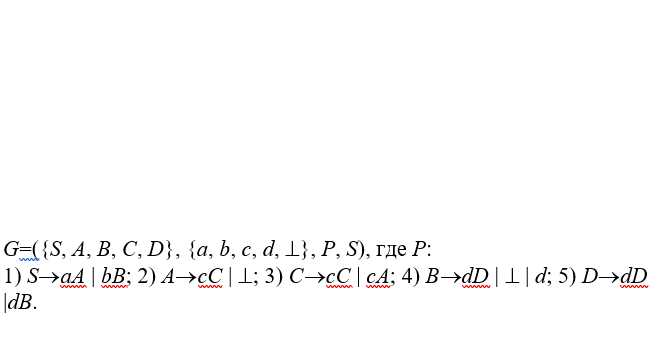 G=({S, A, B, C, D}, {a, b, c, d, ⊥}, P, S), где P:
1) S→aA | bB; 2) A→cC | ⊥; 3) C→cC | cA; 4) B→dD | ⊥ | d; 5) D→dD
|dB.